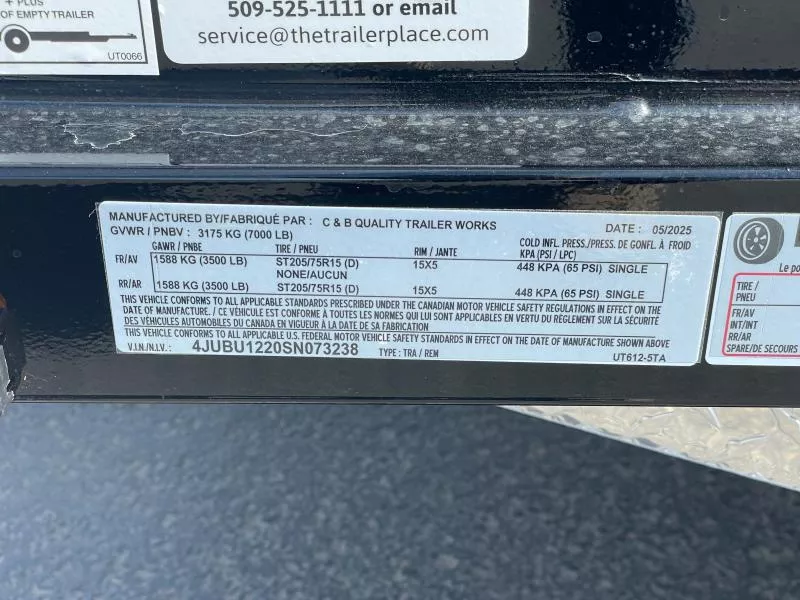 + PLUS
OF EMPTY TRAILER
UT0066
509-525-1111 or email
service@thetrailerplace.com
MANUFACTURED BY/FABRIQUÉ PAR : C & B QUALITY TRAILER WORKS
DATE : 05/2025
GVWR / PNBV : 3175 KG (7000 LB)
GAWR / PNBE TIRE / PNEU RIM / JANTE COLD INFL. PRESS./PRESS. DE GONFL. À FROID
KPA (PSI / LPC)
FR/AV 1588 KG (3500 LB) ST205/75R15 (D) 15X5 448 KPA (65 PSI) SINGLE
NONE/AUCUN
RR/AR 1588 KG (3500 LB) ST205/75R15 (D) 15X5 448 KPA (65 PSI) SINGLE
THIS VEHICLE CONFORMS TO ALL APPLICABLE STANDARDS PRESCRIBED UNDER THE CANADIAN MOTOR VEHICLE SAFETY REGULATIONS IN EFFECT ON THE
DATE OF MANUFACTURE. / CE VÉHICULE EST CONFORME À TOUTES LES NORMES QUI LUI SONT APPLICABLES EN VERTU DU RÈGLEMENT SUR LA SÉCURITÉ
DES VÉHICULES AUTOMOBILES DU CANADA EN VIGUEUR À LA DATE DE SA FABRICATION
THIS VEHICLE CONFORMS TO ALL APPLICABLE U.S. FEDERAL MOTOR VEHICLE SAFETY STANDARDS IN EFFECT ON THE DATE OF MANUFACTURE SHOWN ABOVE
V.I.N./N.I.V. : 4JUBU1220SN073238 TYPE : TRA / REM UT612-5TA
Le po
TIRE /
PNEU
FR/AV
INT/INT
RR/AR
SPARE/DE SECOURS